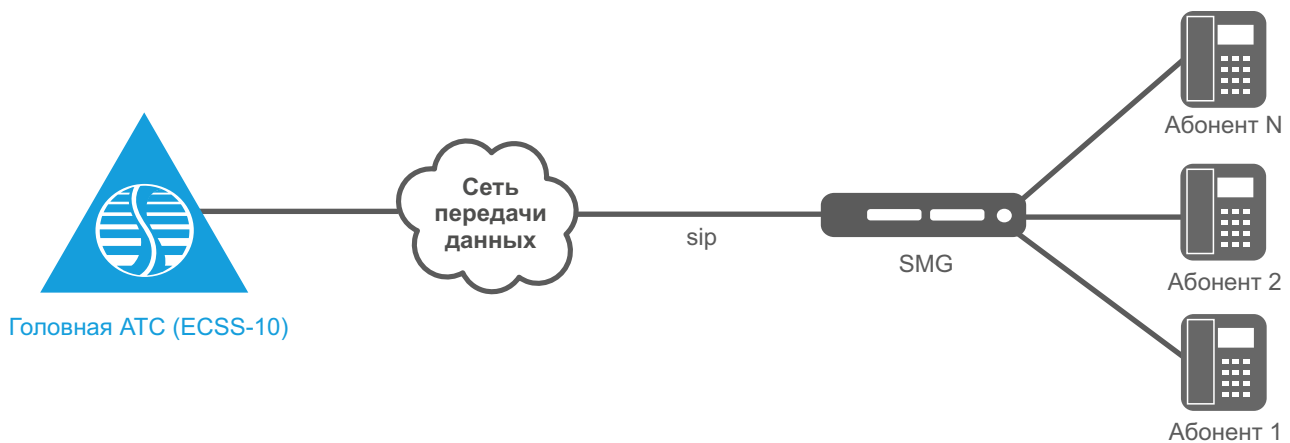 Абонент N
Сеть
передачи
данных
sip
SMG
Абонент 2
Головная АТС (ECSS-10)
Абонент 1